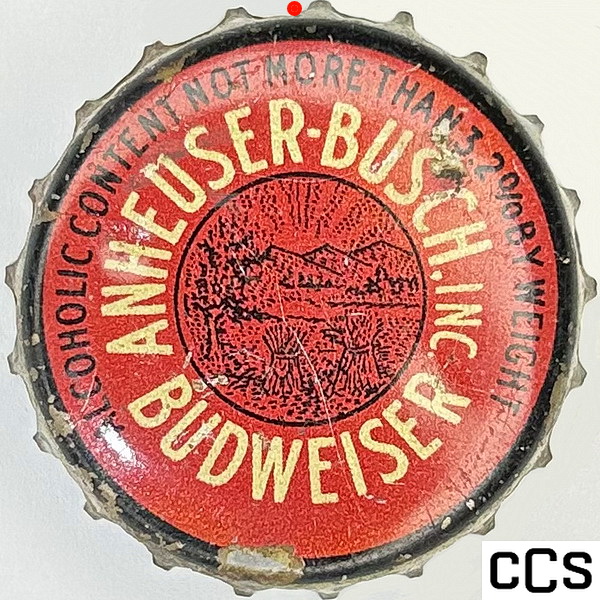 ALCOHOLIC CONTENT NOT MORE THAN 3.2% BY WEIGHT
ANHEUSER-BUSCH, INC.
BUDWEISER
CCS